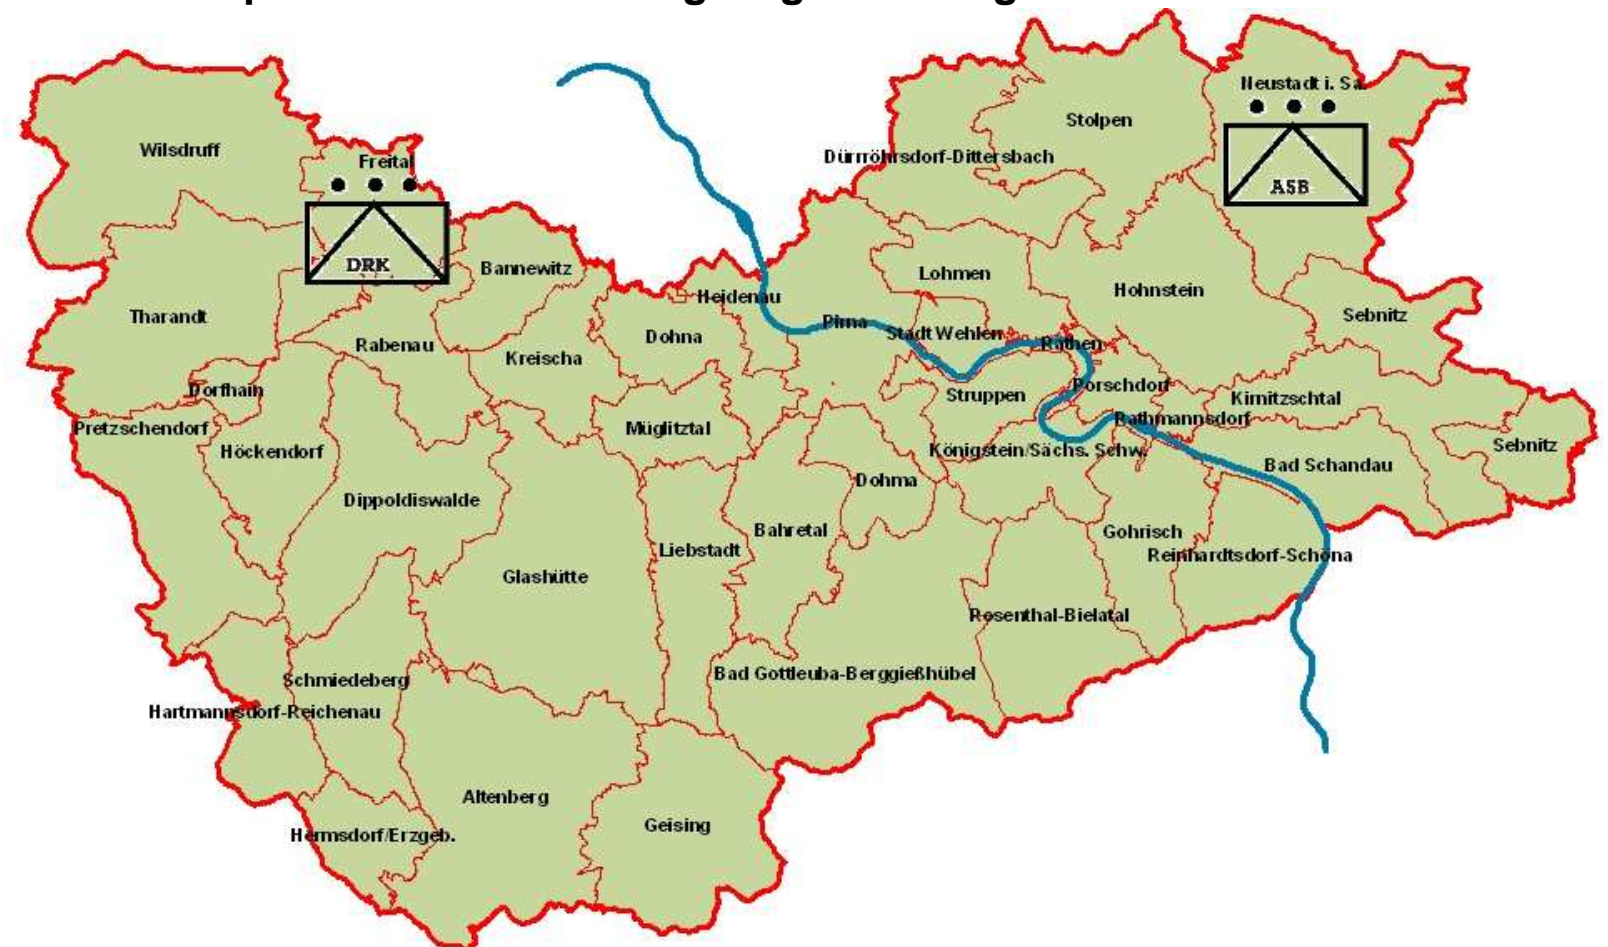 Neustadt i. Sa.
Stolpen
Wilsdruff
Freital
Dürrröhrsdorf-Dittersbach
ASB
DRK
Bannewitz
Lohmen
Hohnstein
Heidenau
Tharandt
Sebnitz
Pirna
Dohna
Stadt Wehlen
Rathen
Rabenau
Kreischa
Porschdorf
Dorfhain
Struppen
Kirnitzschtal
Rathmannsdorf
Pretzschendorf
Müglitztal
Sebnitz
Höckendorf
Königstein/Sächs. Schw.
Bad Schandau
Dohma
Dippoldiswalde
Bahretal
Gohrisch
Liebstadt
Reinhardtsdorf-Schöna
Glashütte
Rosenthal-Bielatal
Bad Gottleuba-Berggießhübel
Schmiedeberg
Hartmannsdorf-Reichenau
Altenberg
Geising
Hermsdorf/Erzgeb.